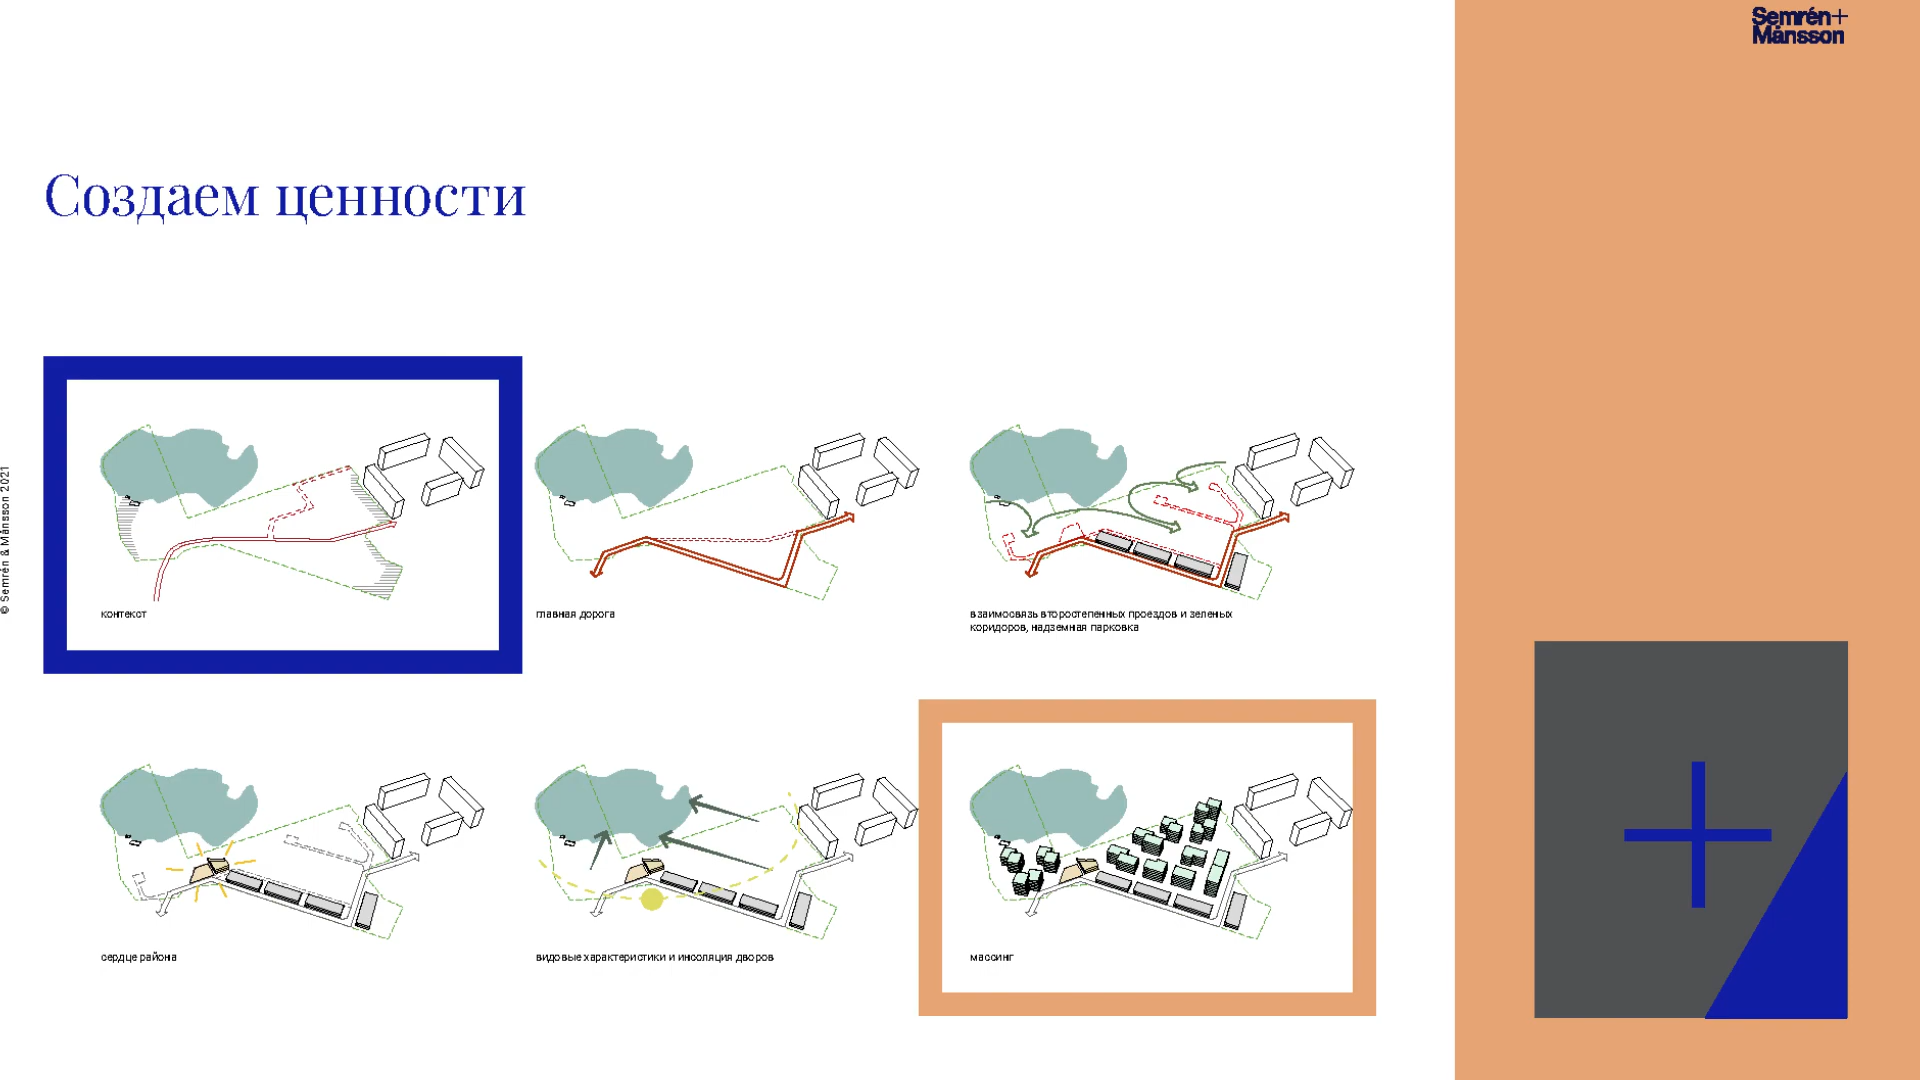 Semrén+
Månsson
Создаем ценности
© Semrén & Månsson 2021
контекст
главная дорога
взаимосвязь второстепенных проездов и зеленых
коридоров, надземная парковка
сердце района
видовые характеристики и инсоляция дворов
массинг